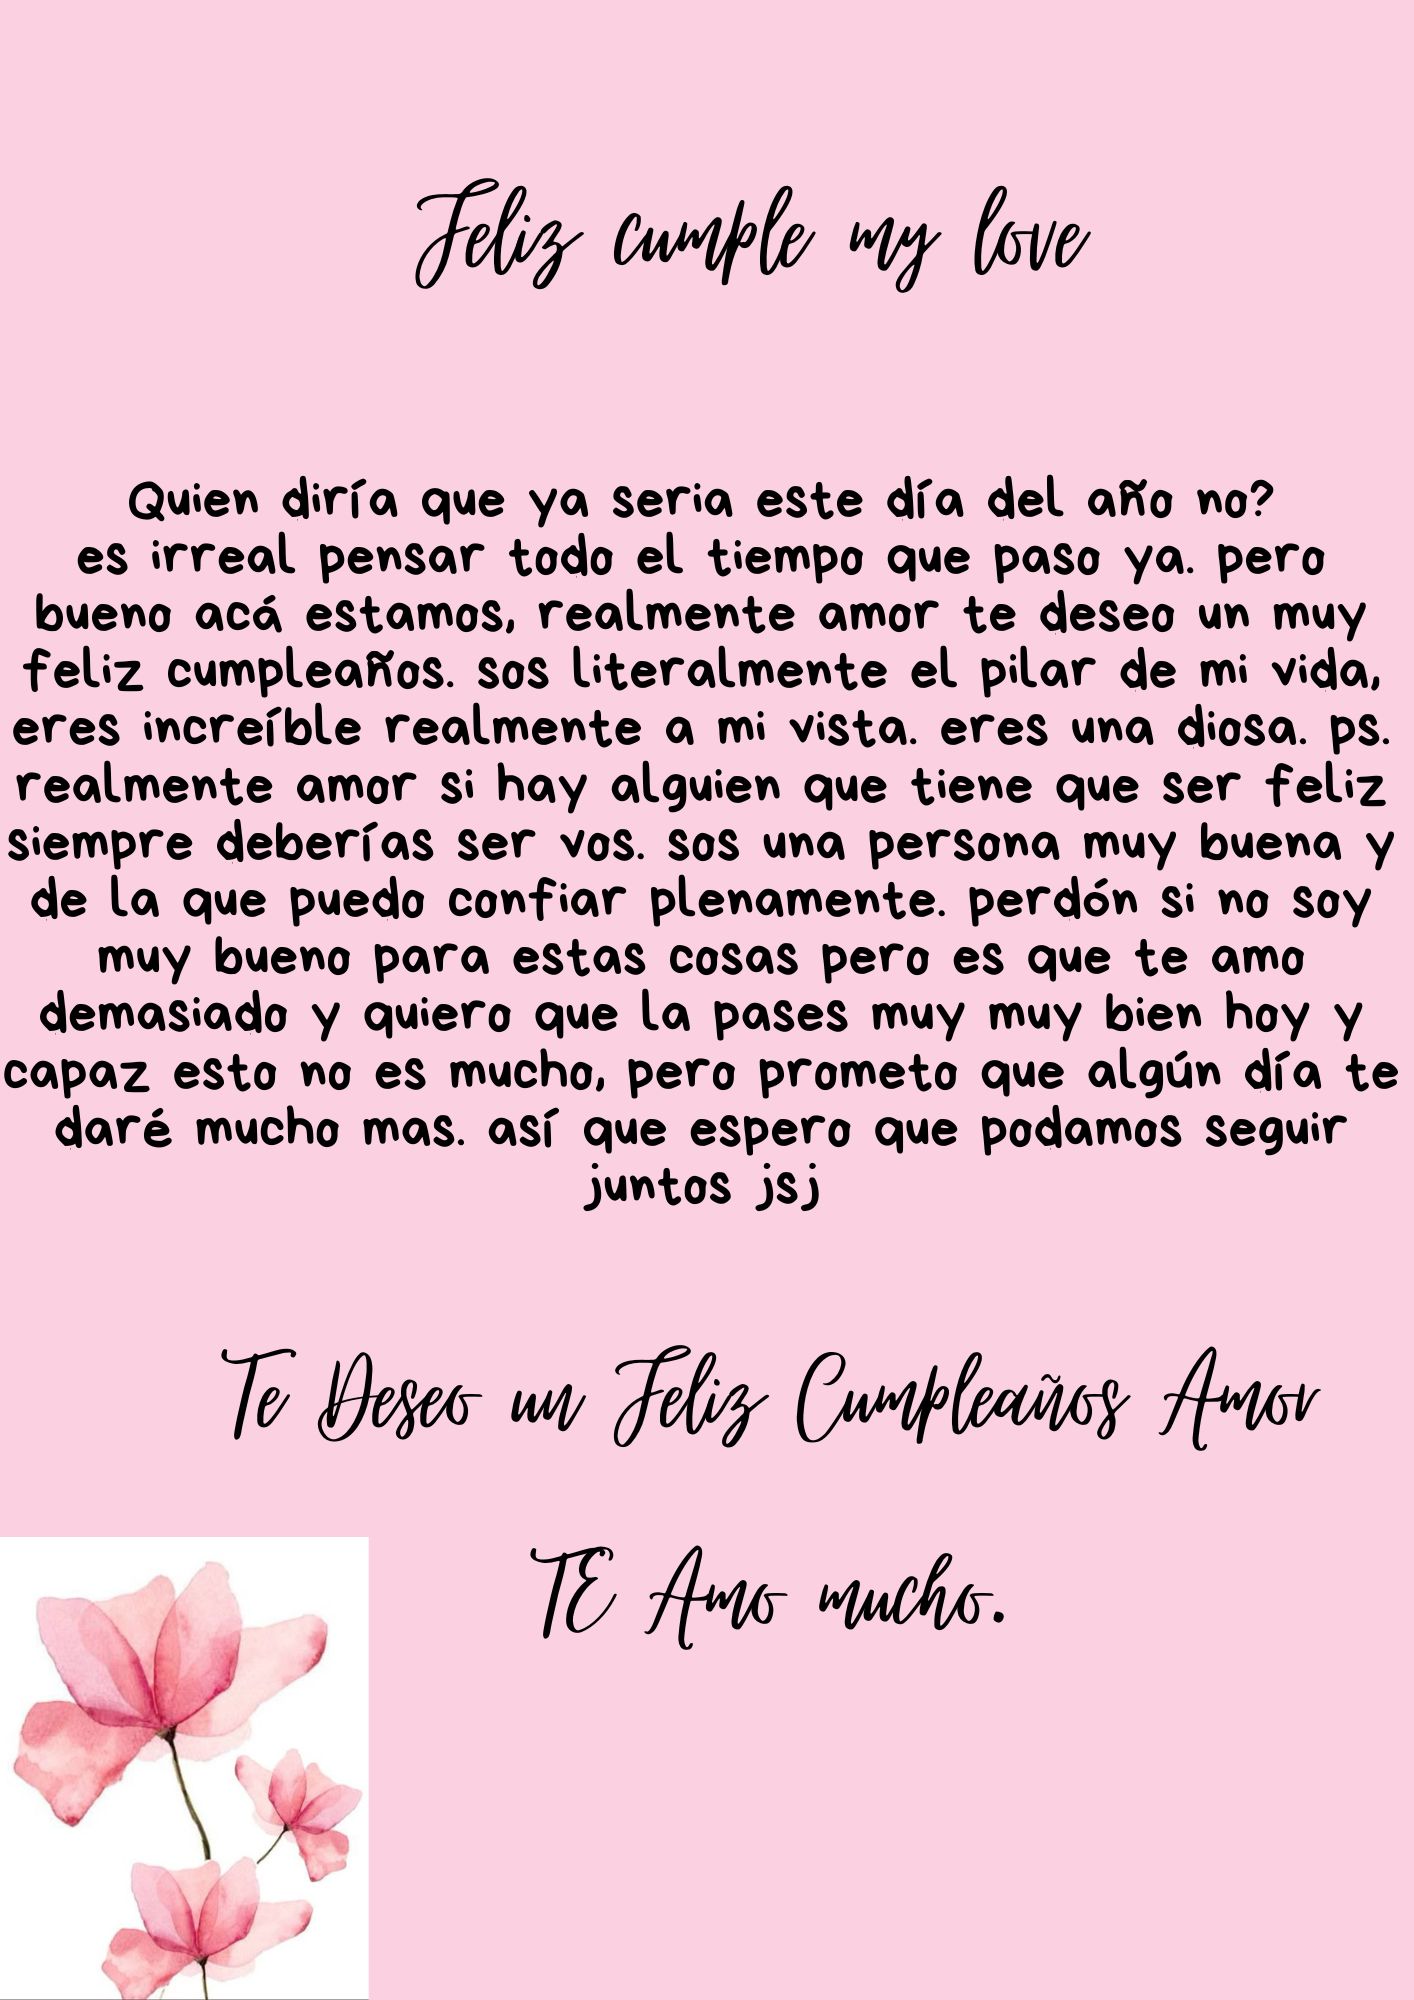 Feliz cumple my love
Quien diría que ya seria este día del año no?
es irreal pensar todo el tiempo que paso ya. pero
bueno acá estamos, realmente amor te deseo un muy
feliz cumpleaños. sos literalmente el pilar de mi vida,
eres increíble realmente a mi vista. eres una diosa. ps.
realmente amor si hay alguien que tiene que ser feliz
siempre deberías ser vos. sos una persona muy buena y
de la que puedo confiar plenamente. perdón si no soy
muy bueno para estas cosas pero es que te amo
demasiado y quiero que la pases muy muy bien hoy y
capaz esto no es mucho, pero prometo que algún día te
daré mucho mas. así que espero que podamos seguir
juntos jsj
Te Deseo un Feliz Cumpleaños Amor
TE Amo mucho.